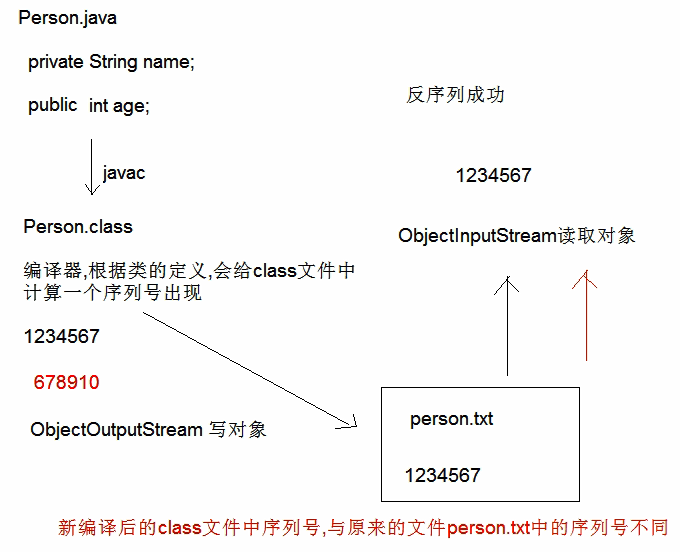 Person.java
private String name;
public int age;
javac
Person.class
编译器,根据类的定义,会给class文件中
计算一个序列号出现
1234567
678910
ObjectOutputStream 写对象
反序列成功
1234567
ObjectInputStream读取对象
person.txt
1234567
新编译后的class文件中序列号,与原来的文件person.txt中的序列号不同